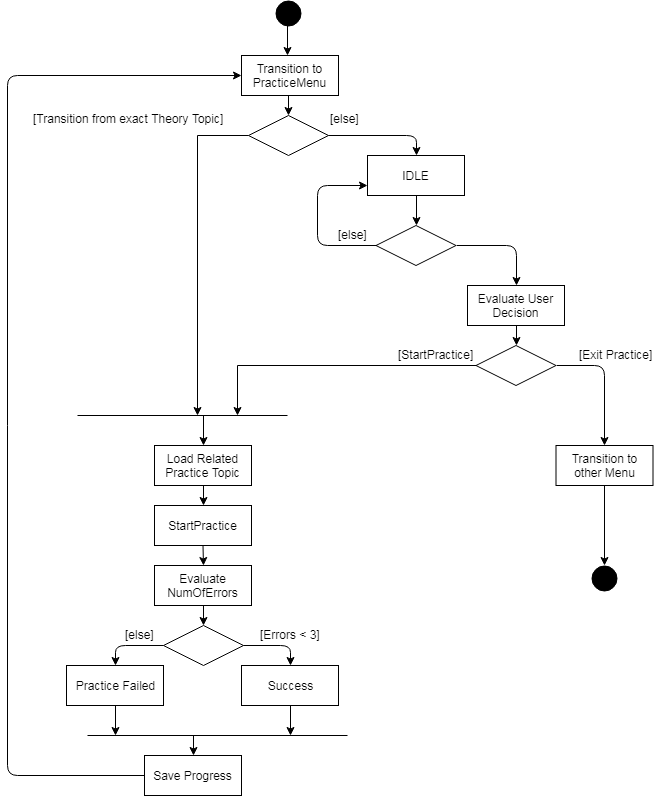 Transition to
PracticeMenu
[Transition from exact Theory Topic]
[else]
IDLE
[else]
Evaluate User
Decision
[StartPractice]
[Exit Practice]
Load Related
Practice Topic
Transition to
other Menu
StartPractice
Evaluate
NumOfErrors
[else]
[Errors < 3]
Practice Failed
Success
Save Progress